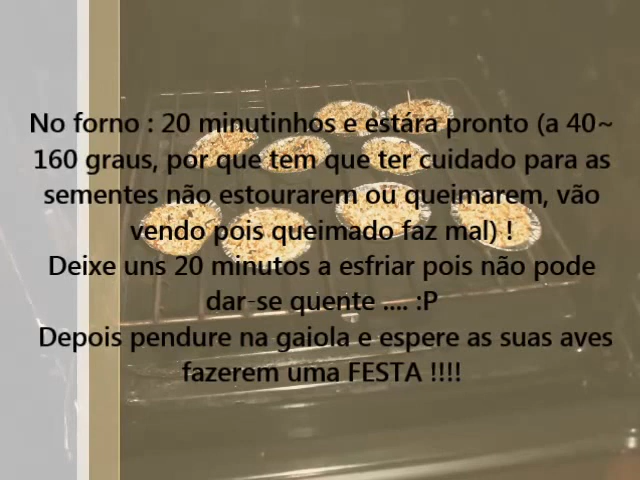 No forno : 20 minutinhos e estára pronto (a 40~
160 graus, por que tem que ter cuidado para as
sementes não estourarem ou queimarem, vão
vendo pois queimado faz mal) !
Deixe uns 20 minutos a esfriar pois não pode
dar-se quente .... :P
Depois pendure na gaiola e espere as suas aves
fazerem uma FESTA !!!!